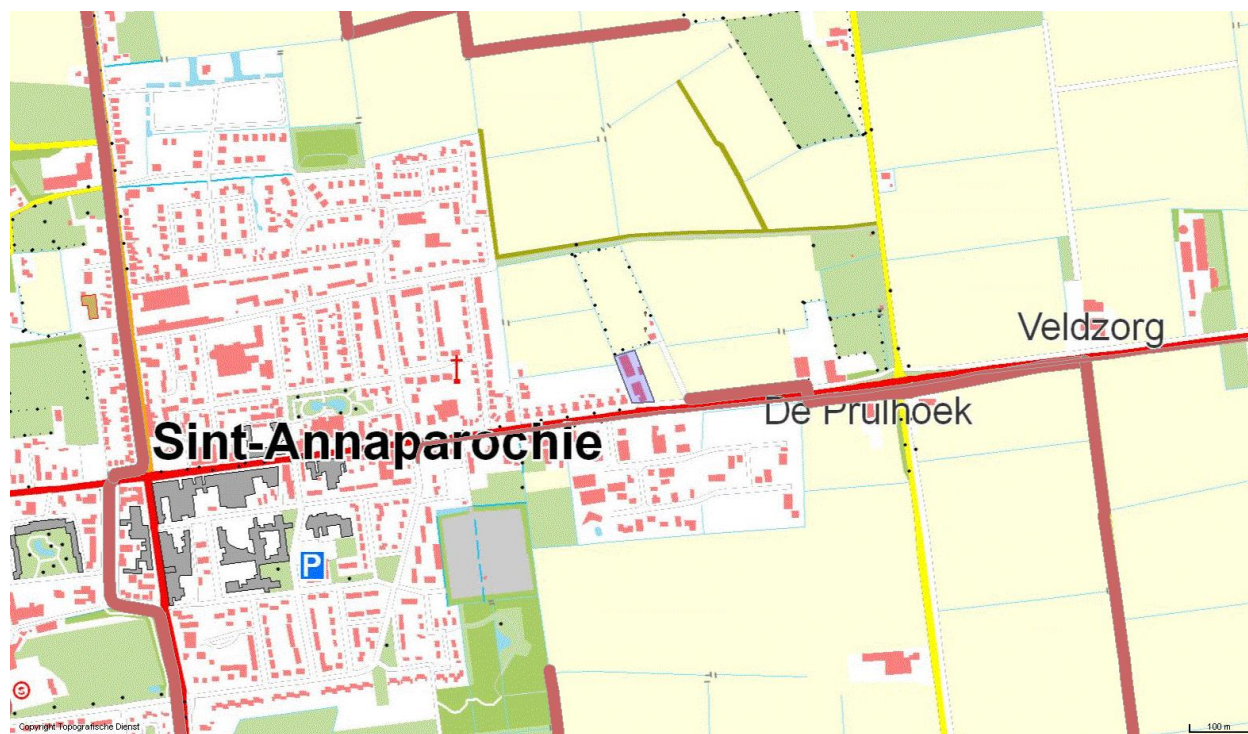 Veldzorg
De Prulhoek
Sint-Annaparochie
P
S
Copyright Topografische Dienst
100 m